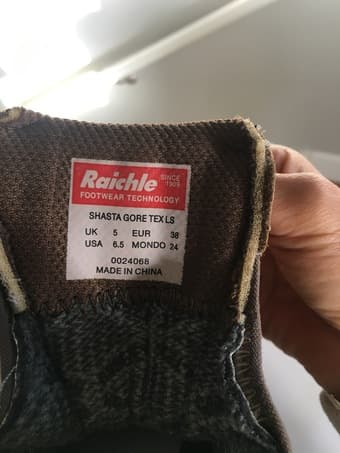 Raichle SINCE 1909
FOOTWEAR TECHNOLOGY
SHASTA GORE TEX LS
UK 5 EUR 38
USA 6.5 MONDO 24
0024068
MADE IN CHINA